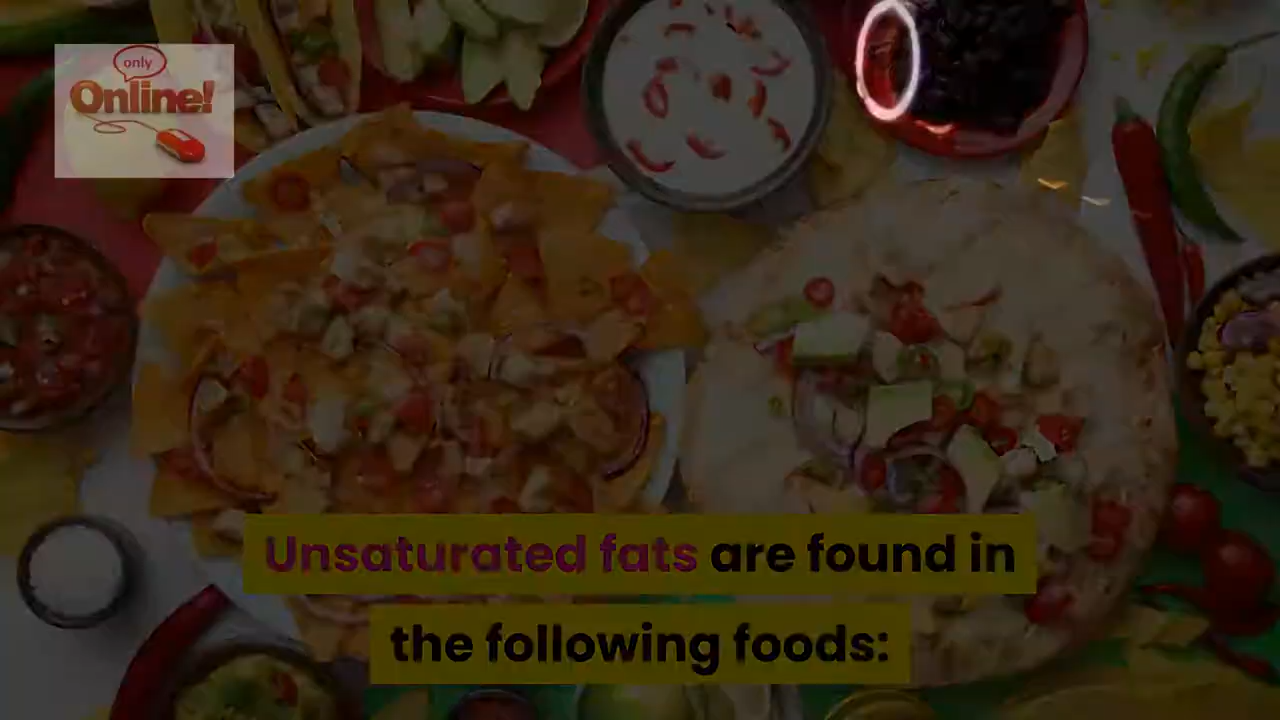 only
Online!
Unsaturated fats are found in
the following foods: